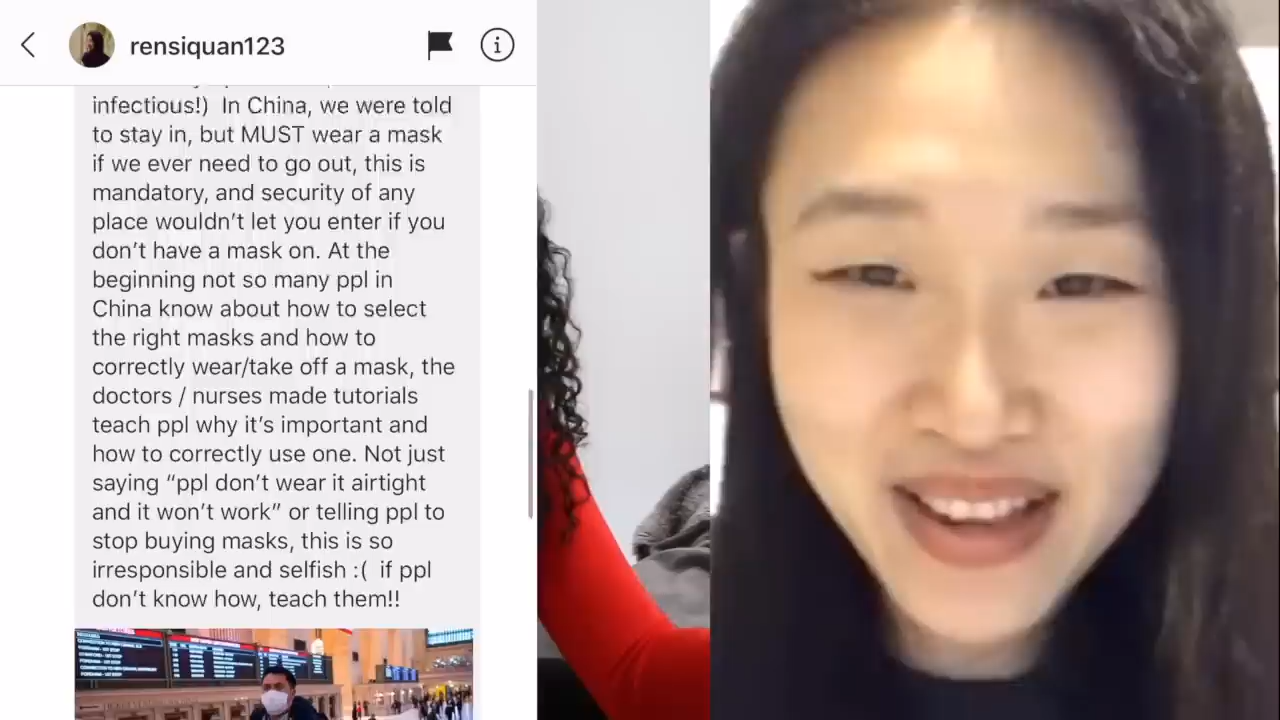 rensiquan123
infectious!) In China, we were told
to stay in, but MUST wear a mask
if we ever need to go out, this is
mandatory, and security of any
place wouldn't let you enter if you
don't have a mask on. At the
beginning not so many ppl in
China know about how to select
the right masks and how to
correctly wear/take off a mask, the
doctors / nurses made tutorials
teach ppl why it's important and
how to correctly use one. Not just
saying “ppl don't wear it airtight
and it won't work” or telling ppl to
stop buying masks, this is so
irresponsible and selfish :( if ppl
don't know how, teach them!!